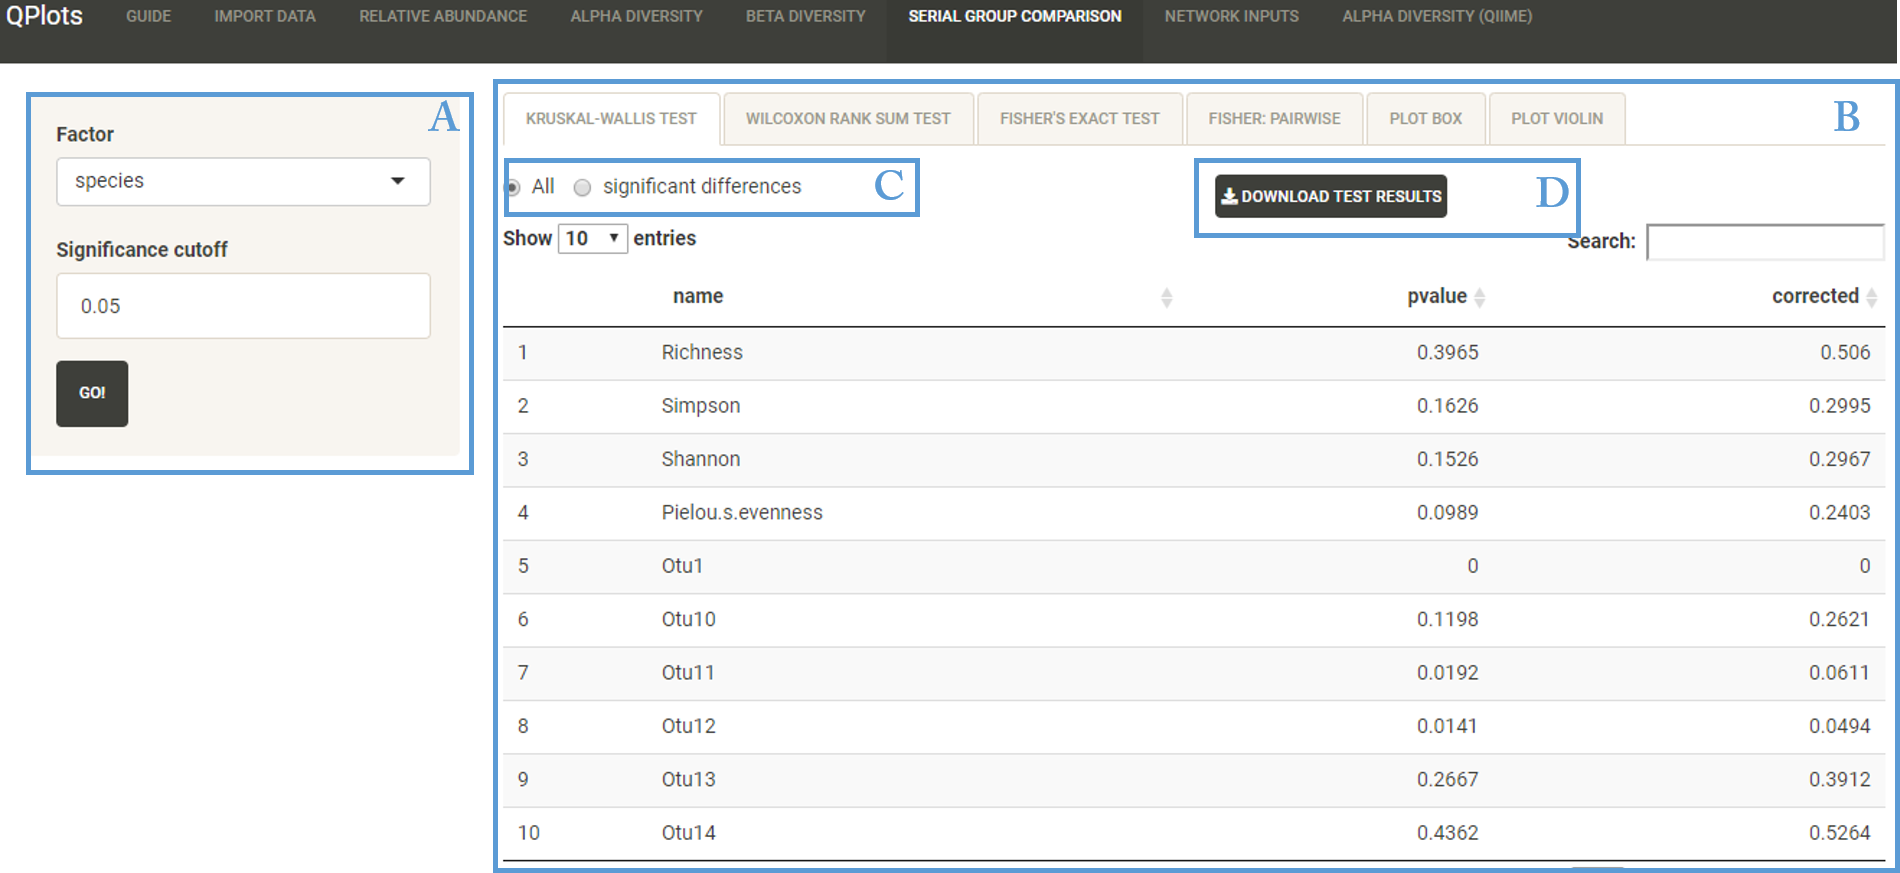 QPlots GUIDE IMPORT DATA RELATIVE ABUNDANCE ALPHA DIVERSITY BETA DIVERSITY SERIAL GROUP COMPARISON NETWORK INPUTS ALPHA DIVERSITY (QIIME)
A
Factor
species
Significance cutoff
0.05
GO!
KRUSKAL-WALLIS TEST WILCOXON RANK SUM TEST FISHER'S EXACT TEST FISHER: PAIRWISE PLOT BOX PLOT VIOLIN B
All significant differences C
DOWNLOAD TEST RESULTS D
Show 10 entries Search:
name pvalue corrected
1 Richness 0.3965 0.506
2 Simpson 0.1626 0.2995
3 Shannon 0.1526 0.2967
4 Pielou.s.evenness 0.0989 0.2403
5 Otu1 0 0
6 Otu10 0.1198 0.2621
7 Otu11 0.0192 0.0611
8 Otu12 0.0141 0.0494
9 Otu13 0.2667 0.3912
10 Otu14 0.4362 0.5264